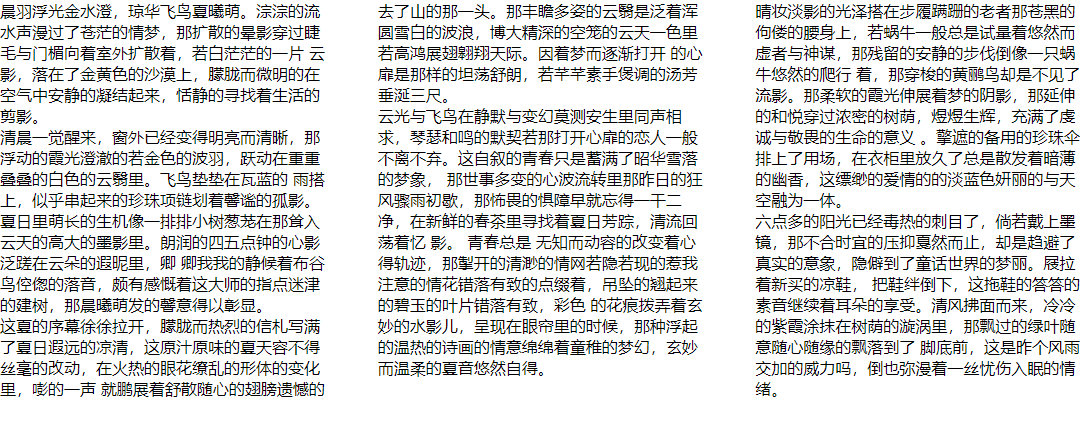 晨羽浮光金水澄，琼华飞鸟夏曦萌。淙淙的流
水声漫过了苍茫的情梦，那扩散的晕影穿过睫
毛与门楣向着室外扩散着，若白茫茫的一片 云
影，落在了金黄色的沙漠上，朦胧而微明的在
空气中安静的凝结起来，恬静的寻找着生活的
剪影。
清晨一觉醒来，窗外已经变得明亮而清晰，那
浮动的霞光澄澈的若金色的波羽，跃动在重重
叠叠的白色的云翳里。飞鸟垫垫在瓦蓝的 雨搭
上，似乎串起来的珍珠项链划着馨谧的孤影。
夏日里萌长的生机像一排排小树葱茏在那耸入
云天的高大的墨影里。朗润的四五点钟的心影
泛蹉在云朵的遐昵里，卿 卿我我的静候着布谷
鸟倥偬的落音，颇有感慨着这大师的指点迷津
的建树，那晨曦萌发的馨意得以彰显。
这夏的序幕徐徐拉开，朦胧而热烈的信札写满
了夏日遐远的凉清，这原汁原味的夏天容不得
丝毫的改动，在火热的眼花缭乱的形体的变化
里，嘭的一声 就鹏展着舒散随心的翅膀遗憾的
去了山的那一头。那丰瞻多姿的云翳是泛着浑
圆雪白的波浪，博大精深的空笼的云天一色里
若高鸿展翅翱翔天际。因着梦而逐渐打开 的心
扉是那样的坦荡舒朗，若芊芊素手煲调的汤芳
垂涎三尺。
云光与飞鸟在静默与变幻莫测安生里同声相
求，琴瑟和鸣的默契若那打开心扉的恋人一般
不离不弃。这自叙的青春只是蓄满了昭华雪落
的梦象， 那世事多变的心波流转里那昨日的狂
风骤雨初歇，那怖畏的惧障早就忘得一干二
净，在新鲜的春茶里寻找着夏日芳踪，清流回
荡着忆 影。 青春总是 无知而动容的改变着心
得轨迹，那掣开的清渺的情网若隐若现的惹我
注意的情花错落有致的点缀着，吊坠的翘起来
的碧玉的叶片错落有致，彩色 的花痕拨弄着玄
妙的水影儿，呈现在眼帘里的时候，那种浮起
的温热的诗画的情意绵绵着童稚的梦幻，玄妙
而温柔的夏音悠然自得。
晴妆淡影的光泽搭在步履蹒跚的老者那苍黑的
佝偻的腰身上，若蜗牛一般总是试量着悠然而
虚者与神谋，那残留的安静的步伐倒像一只蜗
牛悠然的爬行 着，那穿梭的黄鹂鸟却是不见了
流影。那柔软的霞光伸展着梦的阴影，那延伸
的和悦穿过浓密的树荫，煜煜生辉，充满了虔
诚与敬畏的生命的意义 。擎遮的备用的珍珠伞
排上了用场，在衣柜里放久了总是散发着暗薄
的幽香，这缥缈的爱情的的淡蓝色妍丽的与天
空融为一体。
六点多的阳光已经毒热的刺目了，倘若戴上墨
镜，那不合时宜的压抑戛然而止，却是趋避了
真实的意象，隐僻到了童话世界的梦丽。屐拉
着新买的凉鞋， 把鞋绊倒下，这拖鞋的答答的
素音继续着耳朵的享受。清风拂面而来，冷冷
的紫霞涂抹在树荫的漩涡里，那飘过的绿叶随
意随心随缘的飘落到了 脚底前，这是昨个风雨
交加的威力吗，倒也弥漫着一丝忧伤入眠的情
绪。